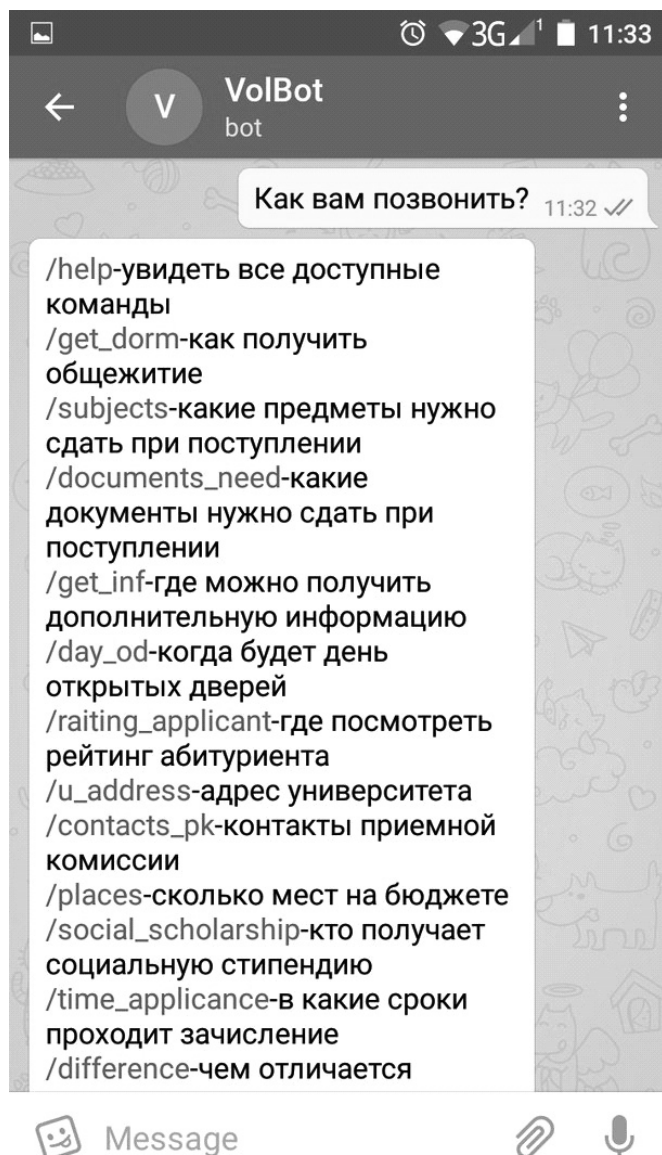 3G 1 11:33
V VolBot
bot
Как вам позвонить? 11:32
/help-увидеть все доступные
команды
/get_dorm-как получить
общежитие
/subjects-какие предметы нужно
сдать при поступлении
/documents_need-какие
документы нужно сдать при
поступлении
/get_inf-где можно получить
дополнительную информацию
/day_od-когда будет день
открытых дверей
/raiting_applicant-где посмотреть
рейтинг абитуриента
/u_address-адрес университета
/contacts_pk-контакты приемной
комиссии
/places-сколько мест на бюджете
/social_scholarship-кто получает
социальную стипендию
/time_applicance-в какие сроки
проходит зачисление
/difference-чем отличается
Message